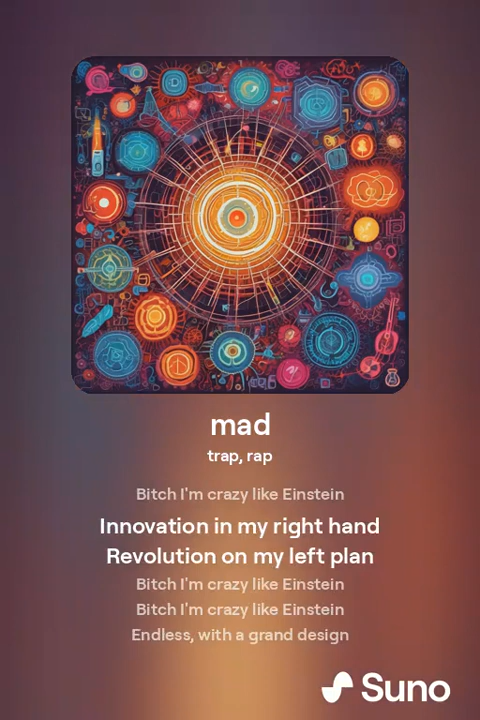 mad
trap, rap
Bitch I'm crazy like Einstein
Innovation in my right hand
Revolution on my left plan
Bitch I'm crazy like Einstein
Bitch I'm crazy like Einstein
Endless, with a grand design
Suno